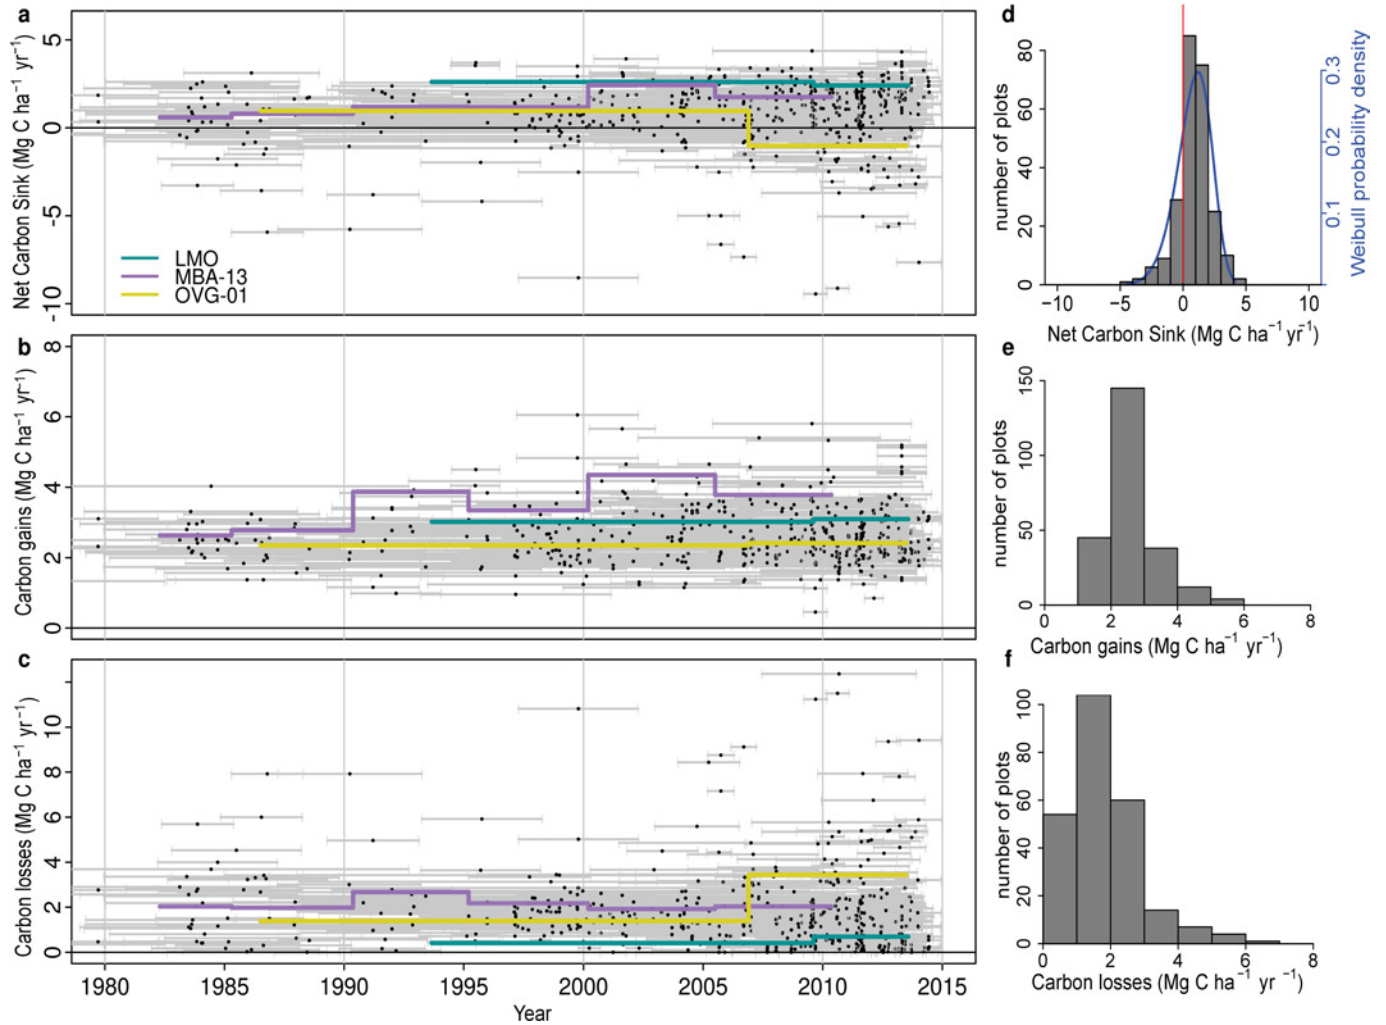 a
Net Carbon Sink (Mg C ha⁻¹ yr⁻¹)
5
0
-5
-10
LMO
MBA-13
OVG-01
b
Carbon gains (Mg C ha⁻¹ yr⁻¹)
8
6
4
2
0
c
Carbon losses (Mg C ha⁻¹ yr⁻¹)
10
8
6
4
2
0
1980 1985 1990 1995 2000 2005 2010 2015
Year
d
number of plots
80
60
40
20
0
0.3
0.2
0.1
Weibull probability density
−10 −5 0 5 10
Net Carbon Sink (Mg C ha⁻¹ yr⁻¹)
e
number of plots
150
100
50
0
0 2 4 6 8
Carbon gains (Mg C ha⁻¹ yr⁻¹)
f
number of plots
100
80
60
40
20
0
0 2 4 6 8
Carbon losses (Mg C ha⁻¹ yr⁻¹)